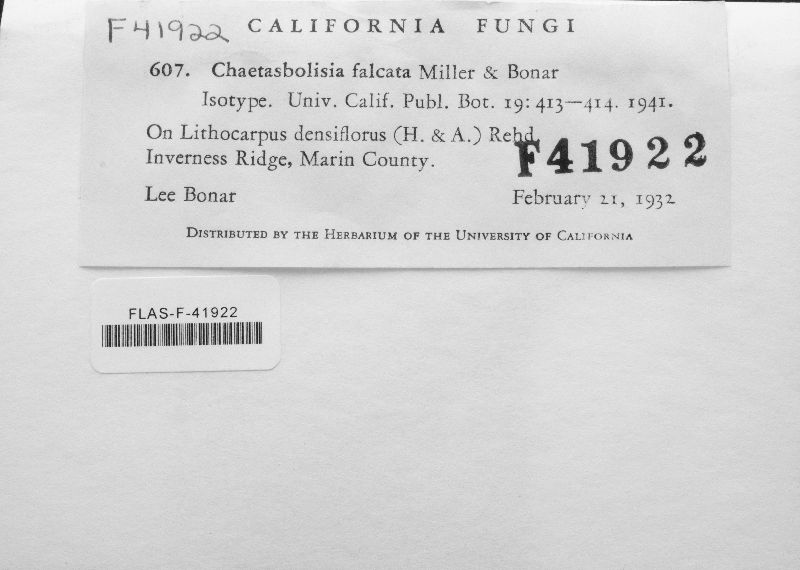 F41922 CALIFORNIA FUNGI
607. Chaetasbolisia falcata Miller & Bonar
Isotype. Univ. Calif. Publ. Bot. 19: 413—414. 1941.
On Lithocarpus densiflorus (H. & A.) Rehd
Inverness Ridge, Marin County.
F41922
Lee Bonar February 21, 1932
DISTRIBUTED BY THE HERBARIUM OF THE UNIVERSITY OF CALIFORNIA
FLAS-F-41922